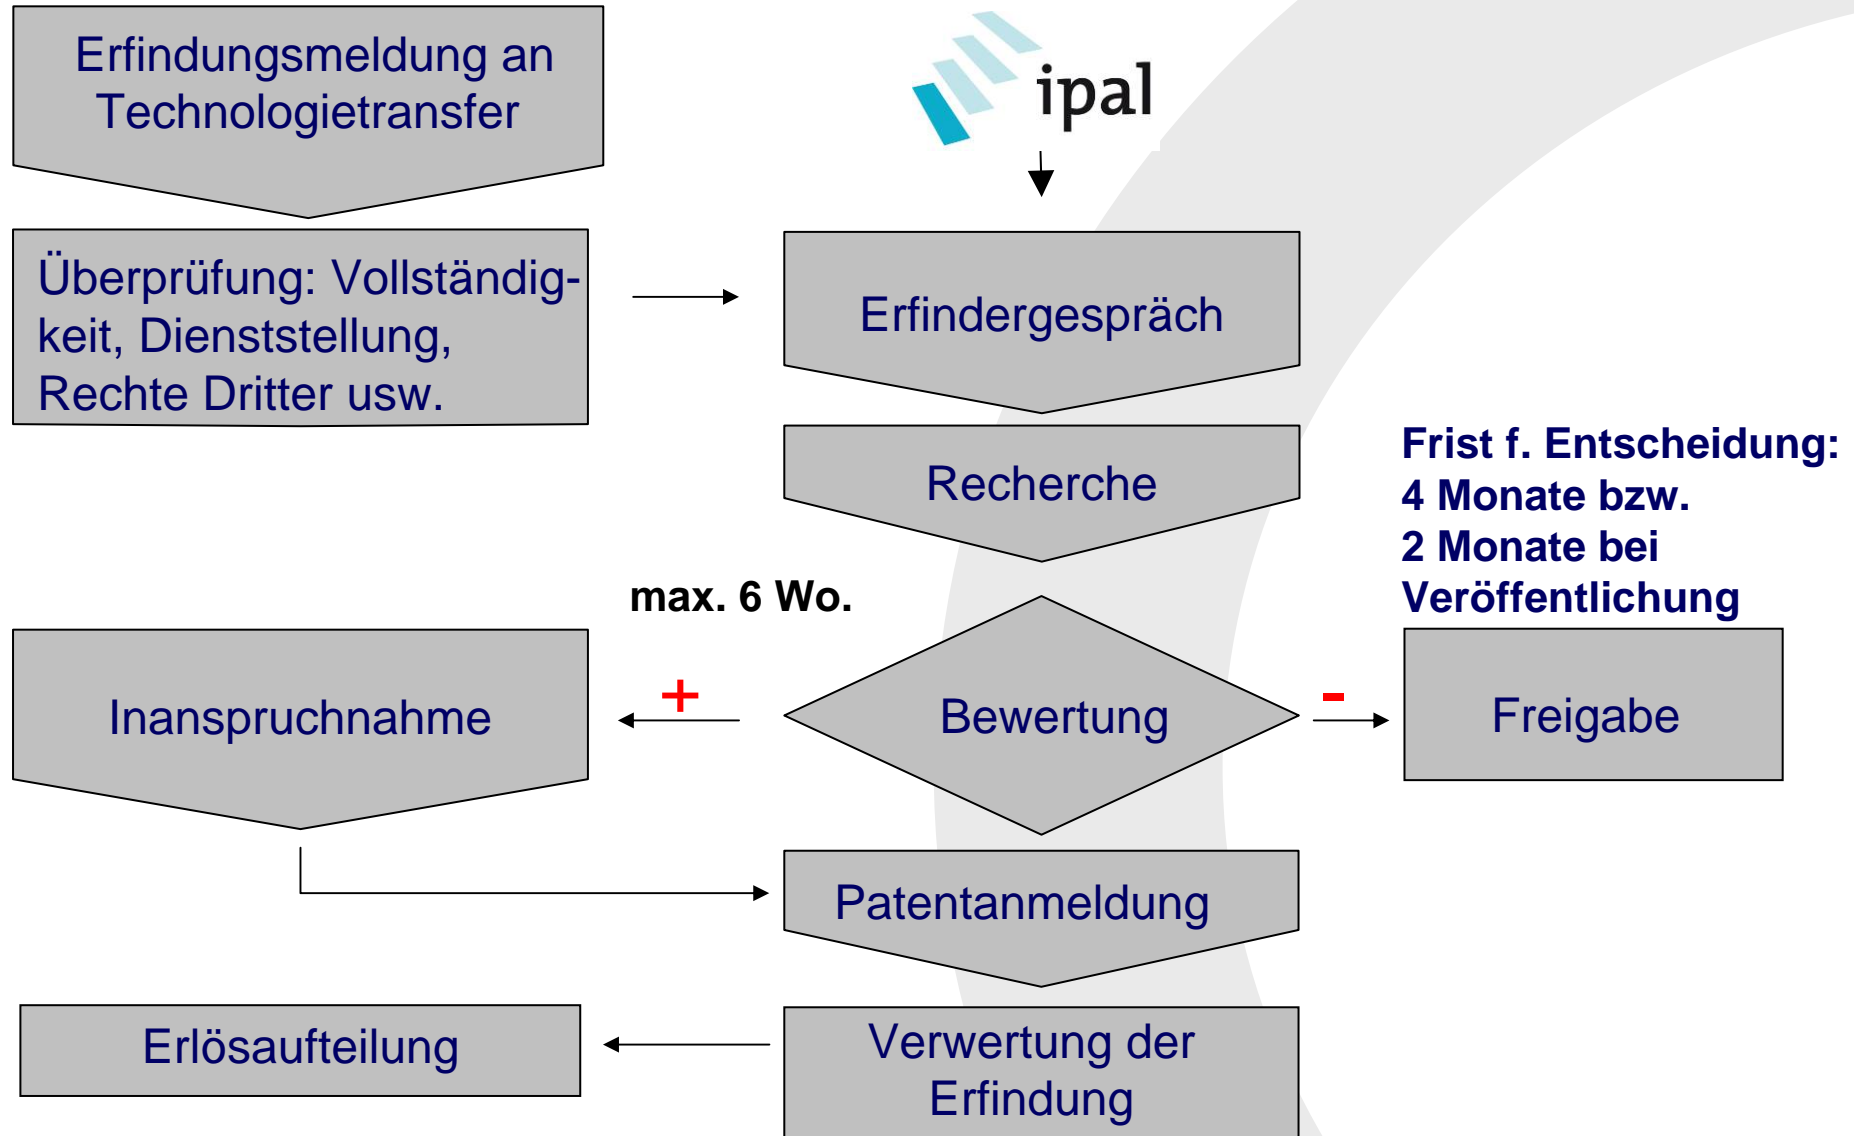 Erfindungsmeldung an
Technologietransfer
ipal
Überprüfung: Vollständig-
keit, Dienststellung,
Rechte Dritter usw.
Erfindergespräch
Recherche
Frist f. Entscheidung:
4 Monate bzw.
2 Monate bei
Veröffentlichung
max. 6 Wo.
Inanspruchnahme
+
Bewertung
-
Freigabe
Patentanmeldung
Erlösaufteilung
Verwertung der
Erfindung